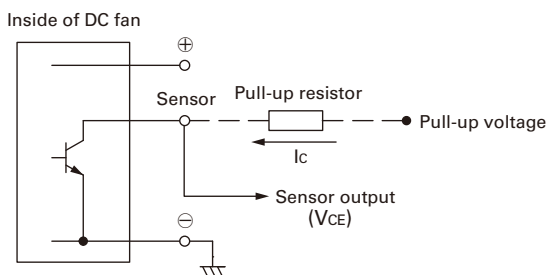 Inside of DC fan
⊕
Sensor
Pull-up resistor
Pull-up voltage
IC
Sensor output
(VCE)
⊖